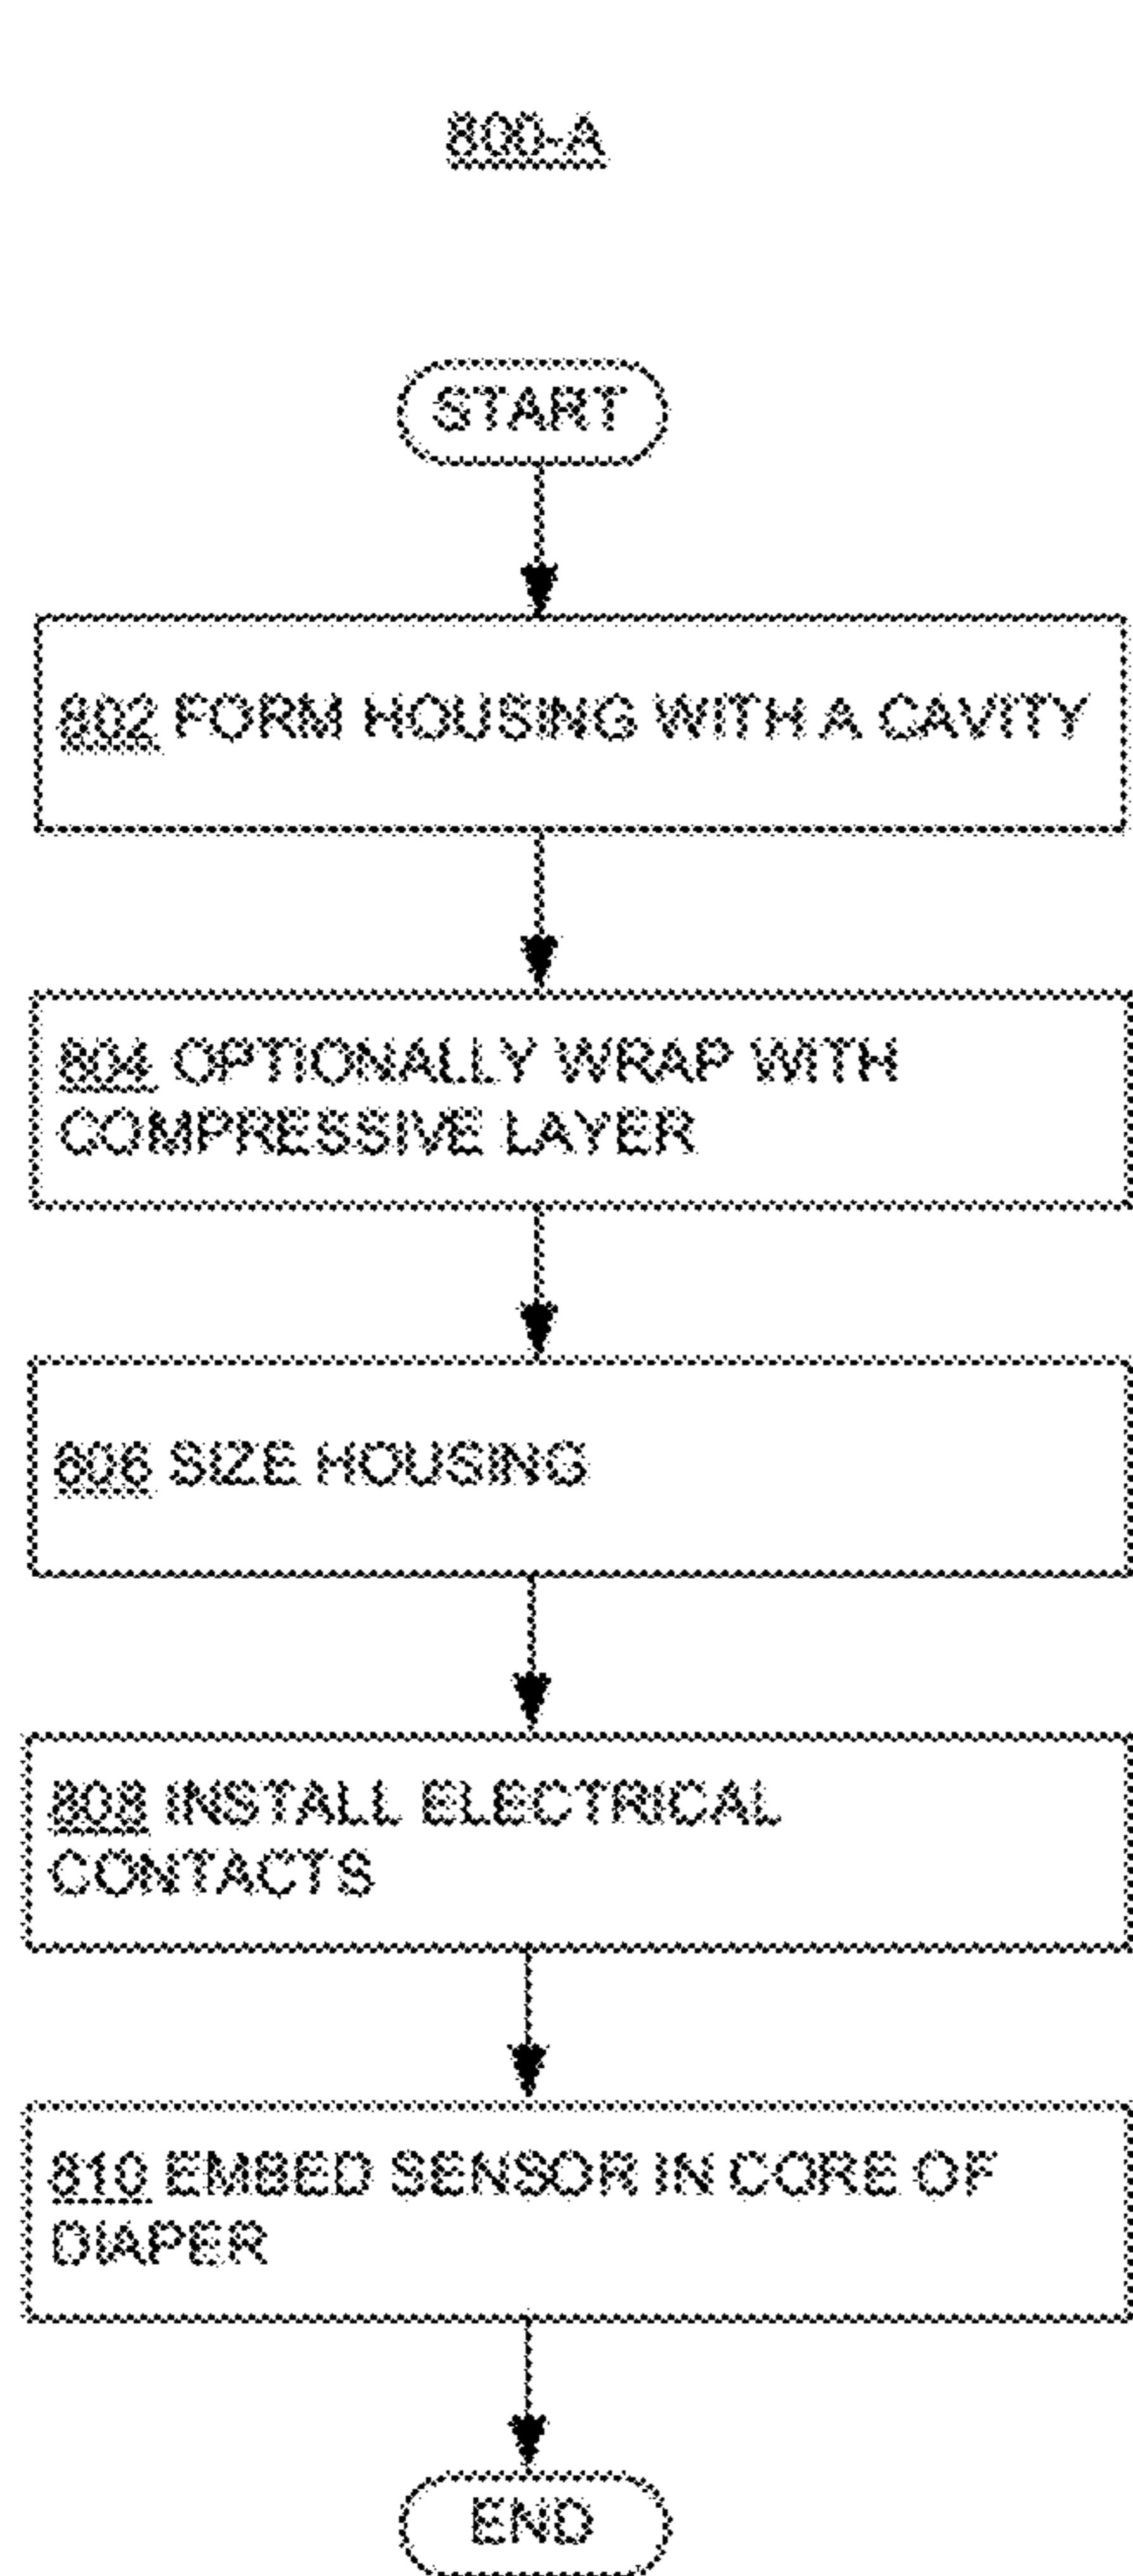 800-A
START
802 FORM HOUSING WITH A CAVITY
804 OPTIONALLY WRAP WITH
COMPRESSIVE LAYER
806 SIZE HOUSING
808 INSTALL ELECTRICAL
CONTACTS
810 EMBED SENSOR IN CORE OF
DIAPER
END